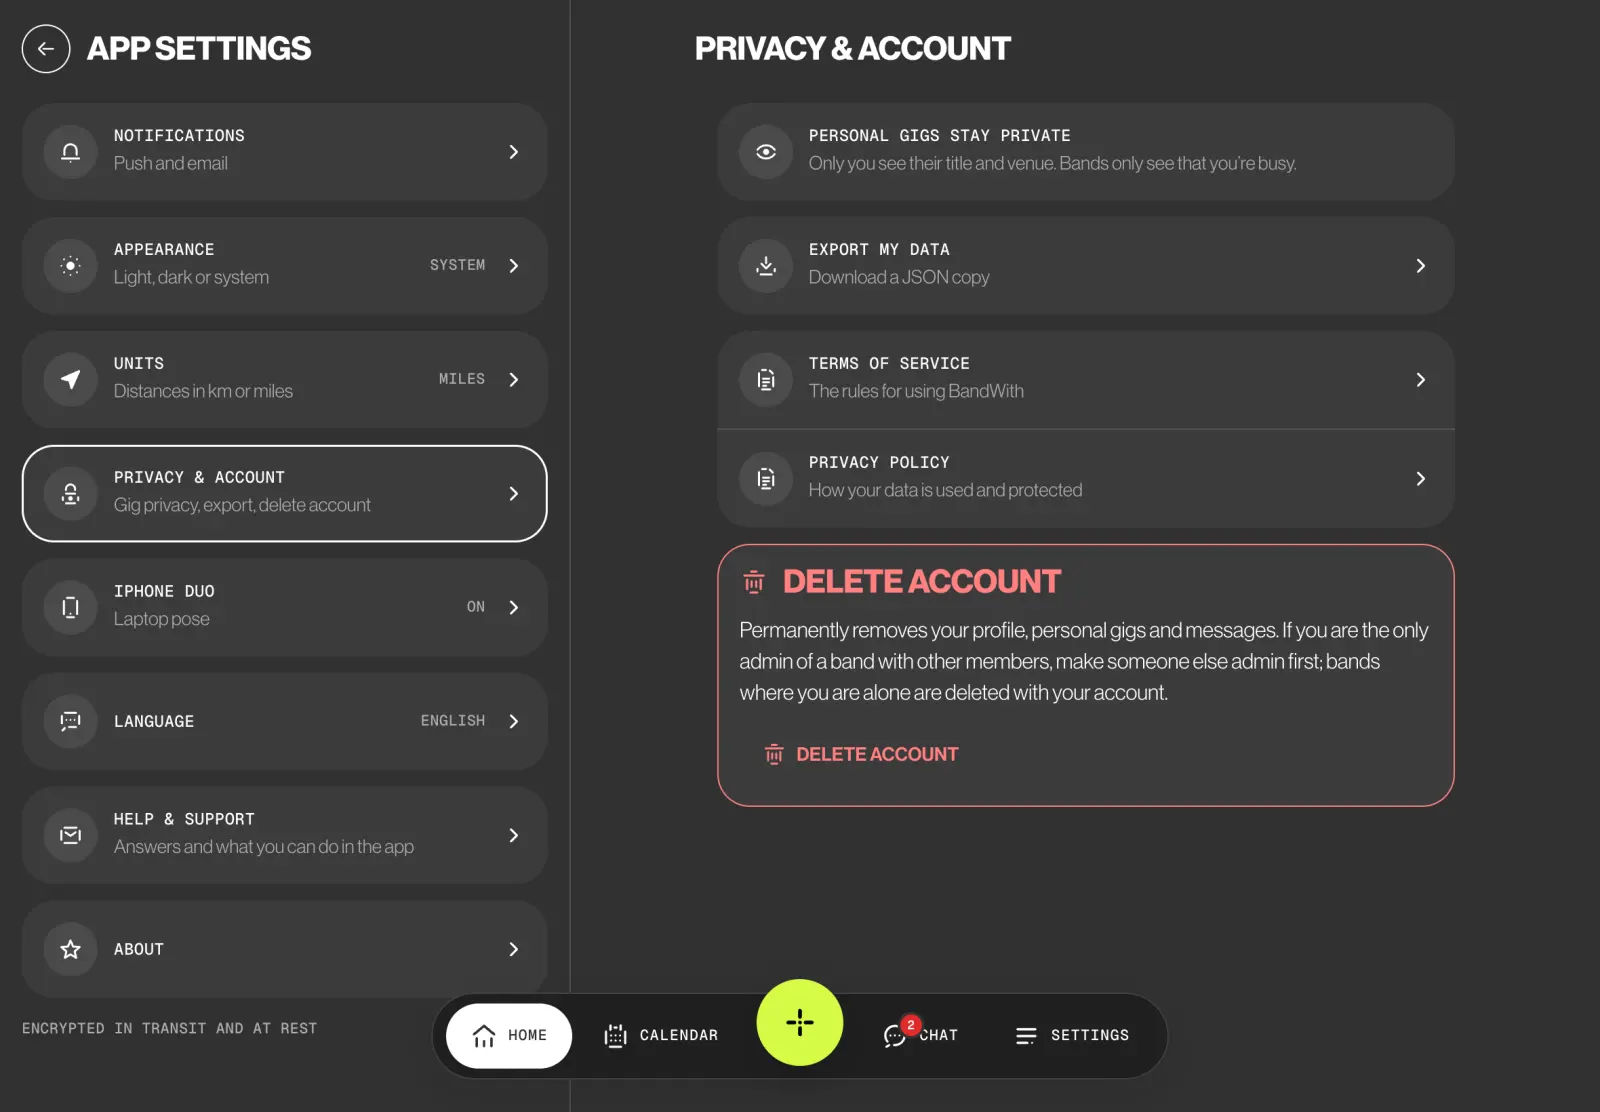 APP SETTINGS
NOTIFICATIONS
Push and email
APPEARANCE
Light, dark or system
SYSTEM
UNITS
Distances in km or miles
MILES
PRIVACY & ACCOUNT
Gig privacy, export, delete account
IPHONE DUO
Laptop pose
ON
LANGUAGE
ENGLISH
HELP & SUPPORT
Answers and what you can do in the app
ABOUT
ENCRYPTED IN TRANSIT AND AT REST
PRIVACY & ACCOUNT
PERSONAL GIGS STAY PRIVATE
Only you see their title and venue. Bands only see that you're busy.
EXPORT MY DATA
Download a JSON copy
TERMS OF SERVICE
The rules for using BandWith
PRIVACY POLICY
How your data is used and protected
DELETE ACCOUNT
Permanently removes your profile, personal gigs and messages. If you are the only
admin of a band with other members, make someone else admin first; bands
where you are alone are deleted with your account.
DELETE ACCOUNT
HOME
CALENDAR
2
CHAT
SETTINGS